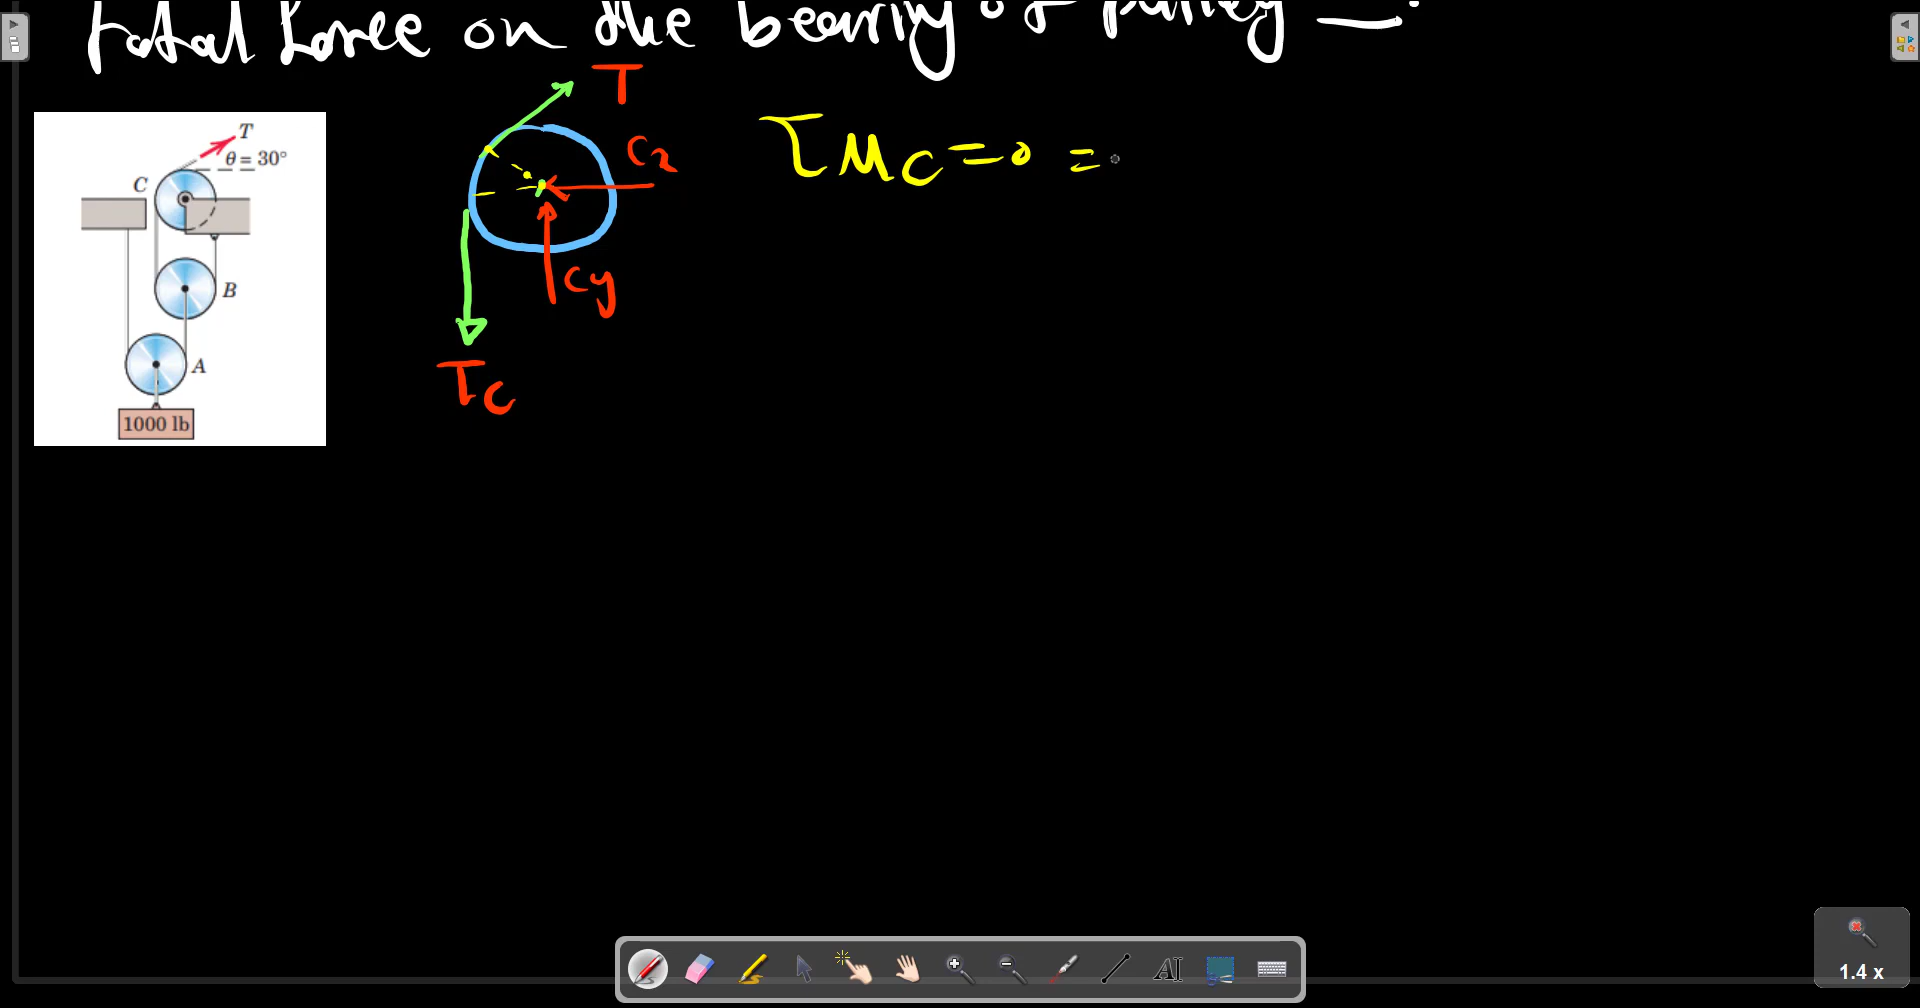 total force on the bearing of pulley
T
ΣMC=0 =
Cx
T
θ = 30°
C
Cy
B
TC
A
1000 lb
1.4 x